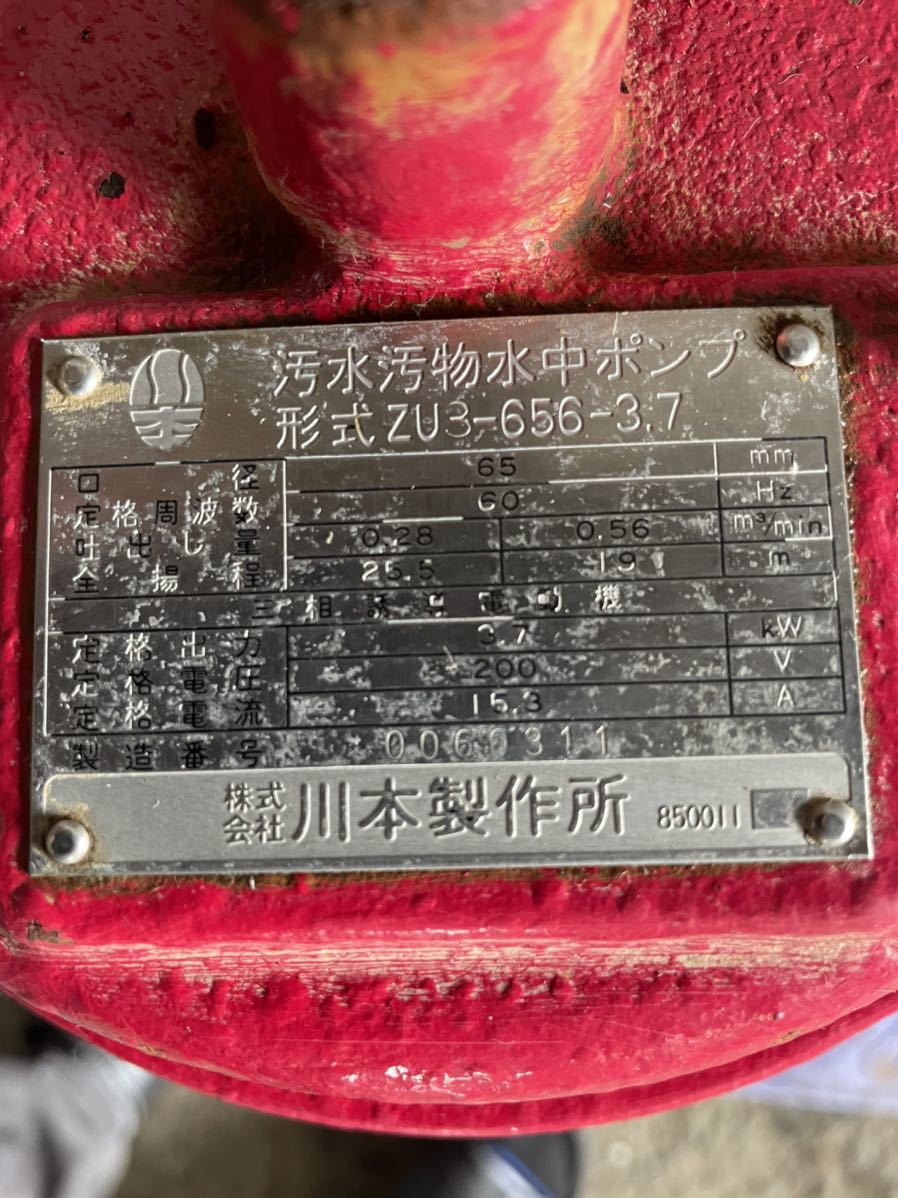 汚水汚物水中ポンプ
形式 ZU3-656-3.7
口径 65 mm
定格周波数 60 Hz
吐出し量 0.28 0.56 m³/min
全揚程 25.5 19 m
三相誘導電動機
定格出力 3.7 kW
定格電圧 200 V
定格電流 15.3 A
製造番号 0066311
株式会社 川本製作所 850011